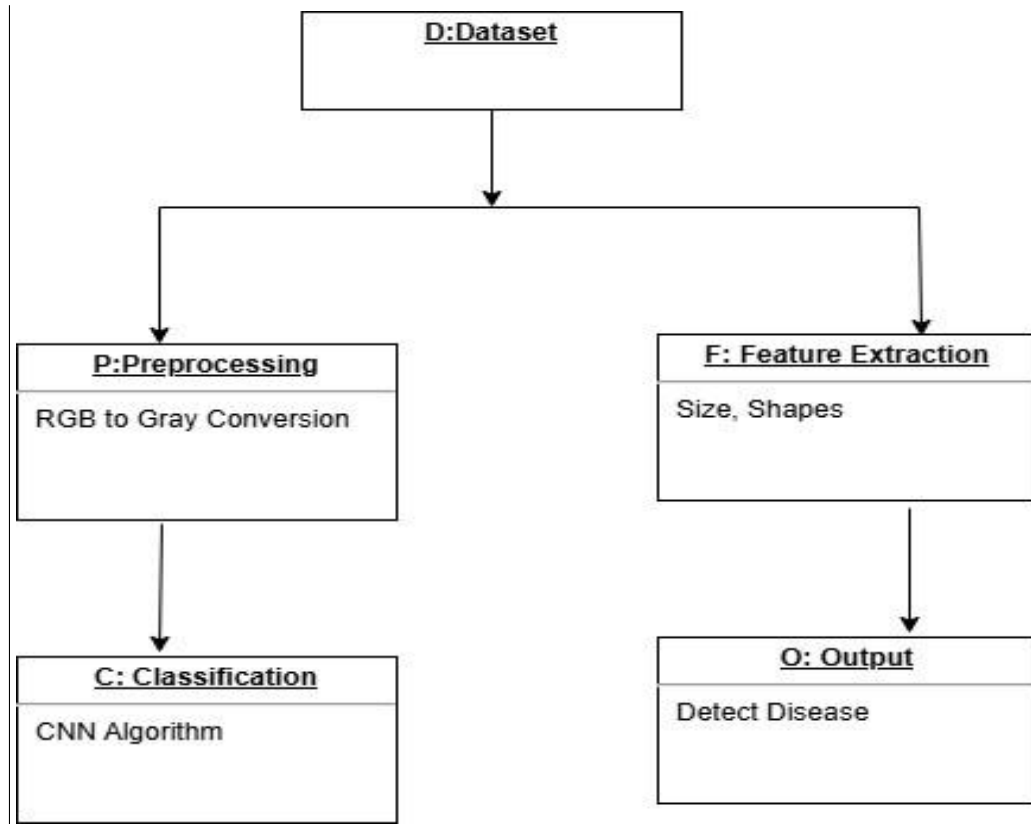 D:Dataset
P:Preprocessing
RGB to Gray Conversion
F: Feature Extraction
Size, Shapes
C: Classification
CNN Algorithm
O: Output
Detect Disease